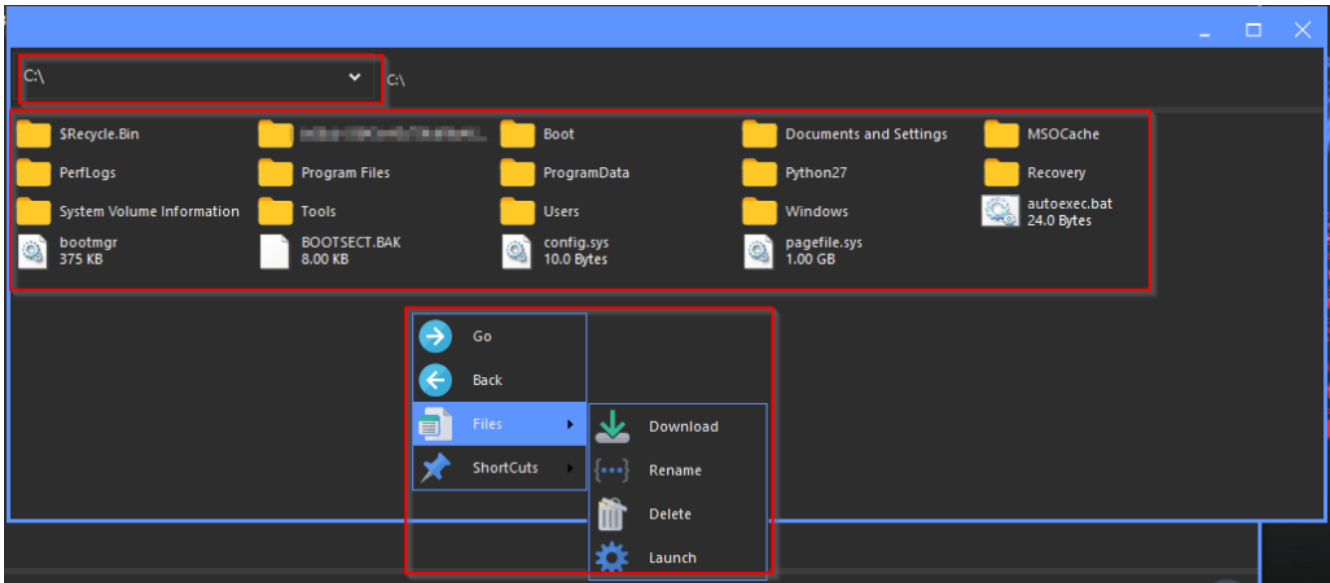 C:\
C:\
$Recycle.Bin
Boot
Documents and Settings
MSOCache
PerfLogs
Program Files
ProgramData
Python27
Recovery
System Volume Information
Tools
Users
Windows
autoexec.bat
24.0 Bytes
bootmgr
375 KB
BOOTSECT.BAK
8.00 KB
config.sys
10.0 Bytes
pagefile.sys
1.00 GB
Go
Back
Files
ShortCuts
Download
Rename
Delete
Launch